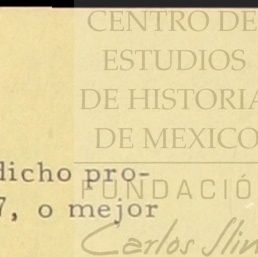 CENTRO DE
ESTUDIOS
DE HISTORIA
DE MEXICO
dicho pro-
FUNDACIÓ
7, o mejor
Carlos Slim